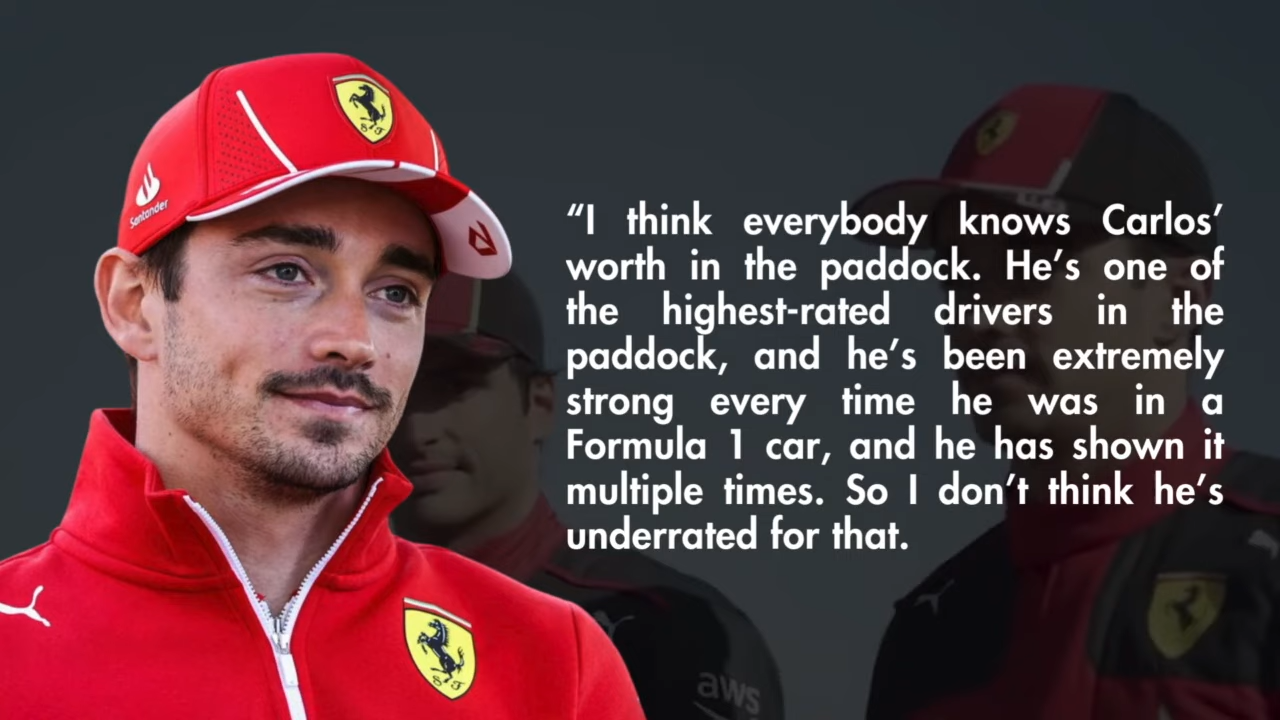 Santander
“I think everybody knows Carlos’
worth in the paddock. He’s one of
the highest-rated drivers in the
paddock, and he’s been extremely
strong every time he was in a
Formula 1 car, and he has shown it
multiple times. So I don’t think he’s
underrated for that.
S F
aws